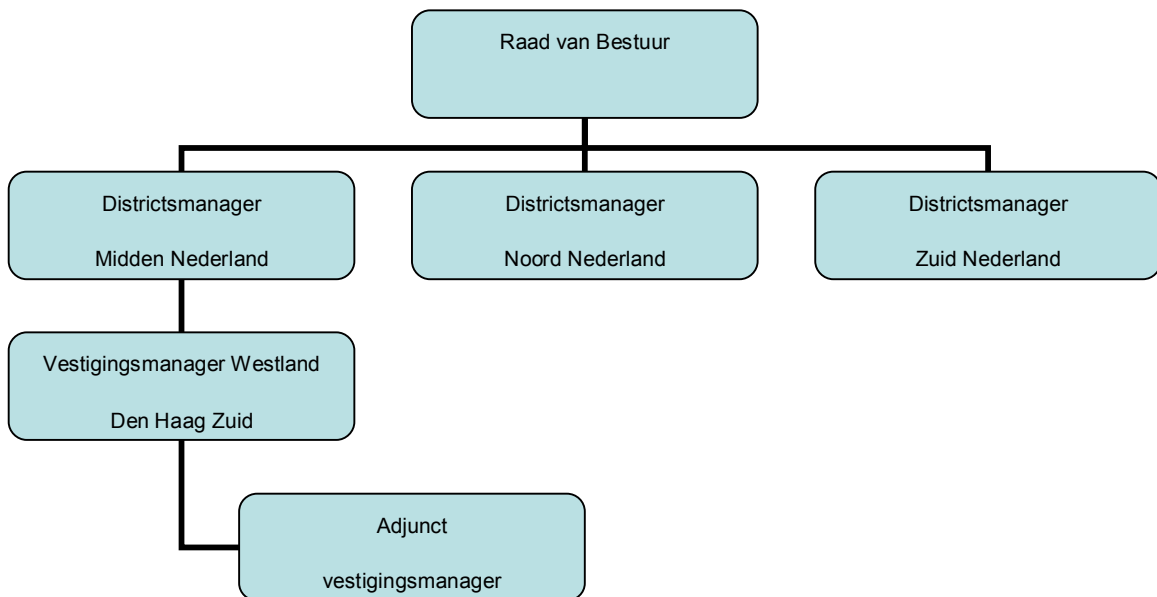 Raad van Bestuur
Districtsmanager
Midden Nederland
Districtsmanager
Noord Nederland
Districtsmanager
Zuid Nederland
Vestigingsmanager Westland
Den Haag Zuid
Adjunct
vestigingsmanager